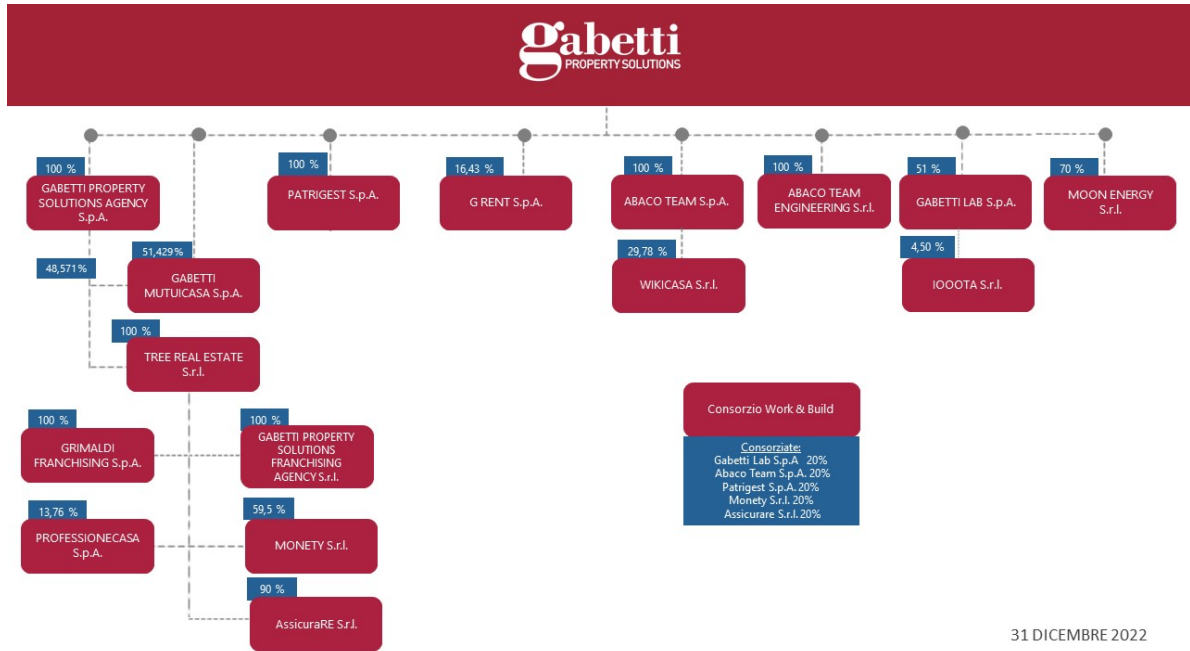 gabetti
PROPERTY SOLUTIONS
100 %
GABETTI PROPERTY
SOLUTIONS AGENCY
S.p.A.
100 %
PATRIGEST S.p.A.
16,43 %
G RENT S.p.A.
100 %
ABACO TEAM S.p.A.
100 %
ABACO TEAM
ENGINEERING S.r.l.
51 %
GABETTI LAB S.p.A.
70 %
MOON ENERGY
S.r.l.
48,571%
51,429%
GABETTI
MUTUICASA S.p.A.
29,78 %
WIKICASA S.r.l.
4,50 %
IOOOTA S.r.l.
100 %
TREE REAL ESTATE
S.r.l.
100 %
GRIMALDI
FRANCHISING S.p.A.
100 %
GABETTI PROPERTY
SOLUTIONS
FRANCHISING
AGENCY S.r.l.
13,76 %
PROFESSIONECASA
S.p.A.
59,5 %
MONETY S.r.l.
90 %
AssicuraRE S.r.l.
Consorzio Work & Build
Consorziate:
Gabetti Lab S.p.A 20%
Abaco Team S.p.A. 20%
Patrigest S.p.A. 20%
Monety S.r.l. 20%
Assicurare S.r.l. 20%
31 DICEMBRE 2022